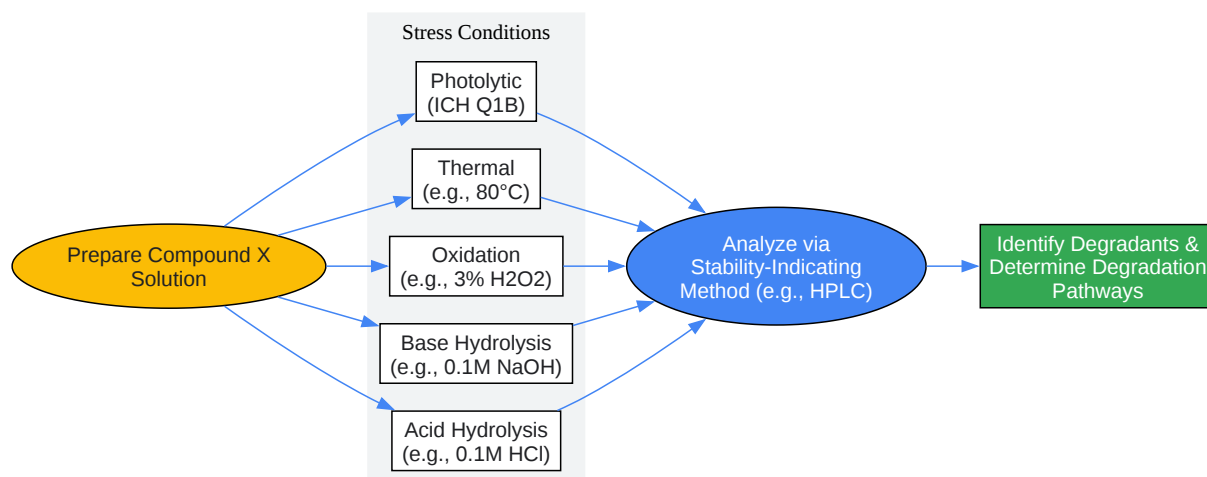 Stress Conditions
Photolytic
(ICH Q1B)
Thermal
(e.g., 80°C)
Prepare Compound X
Solution
Oxidation
(e.g., 3% H2O2)
Base Hydrolysis
(e.g., 0.1M NaOH)
Acid Hydrolysis
(e.g., 0.1M HCl)
Analyze via
Stability-Indicating
Method (e.g., HPLC)
Identify Degradants &
Determine Degradation
Pathways